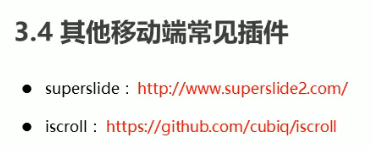 3.4 其他移动端常见插件
● superslide： http://www.superslide2.com/
● iscroll： https://github.com/cubiq/iscroll